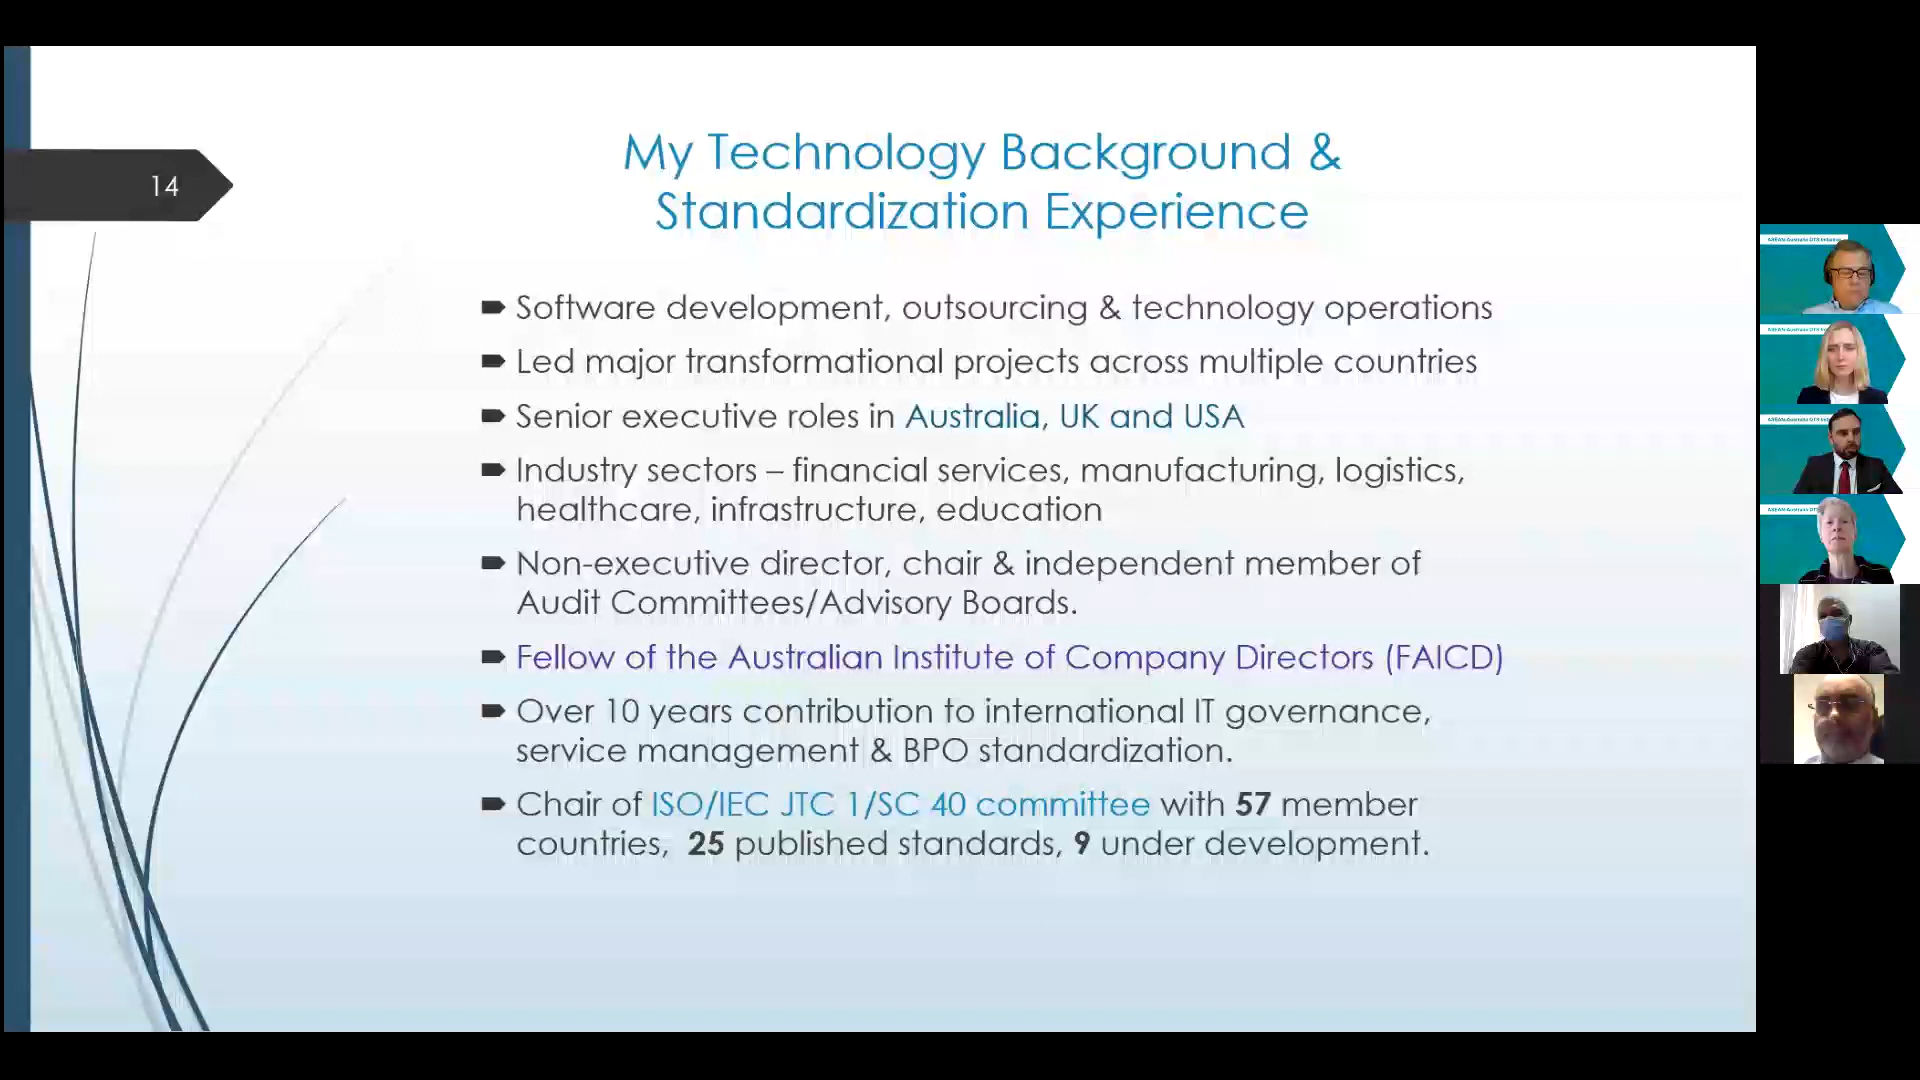 14
My Technology Background &
Standardization Experience
Software development, outsourcing & technology operations
Led major transformational projects across multiple countries
Senior executive roles in Australia, UK and USA
Industry sectors – financial services, manufacturing, logistics,
healthcare, infrastructure, education
Non-executive director, chair & independent member of
Audit Committees/Advisory Boards.
Fellow of the Australian Institute of Company Directors (FAICD)
Over 10 years contribution to international IT governance,
service management & BPO standardization.
Chair of ISO/IEC JTC 1/SC 40 committee with 57 member
countries, 25 published standards, 9 under development.